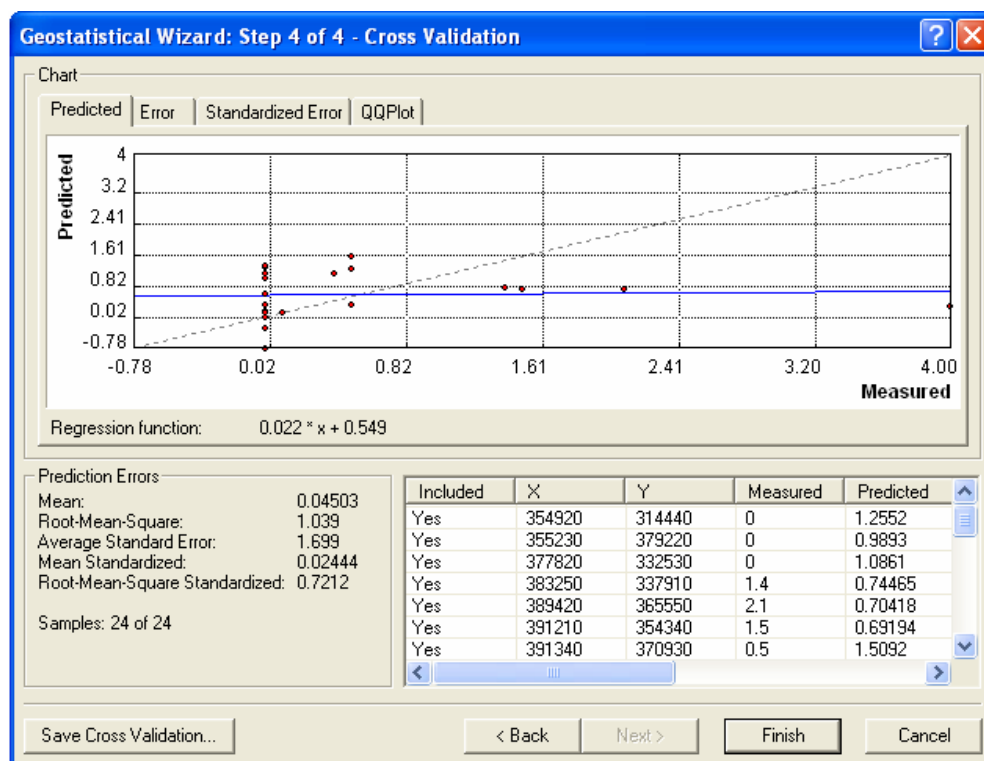 Geostatistical Wizard: Step 4 of 4 - Cross Validation
Chart
Predicted Error Standardized Error QQPlot
Predicted
4
3.2
2.41
1.61
0.82
0.02
-0.78
-0.78 0.02 0.82 1.61 2.41 3.20 4.00
Measured
Regression function: 0.022 * x + 0.549
Prediction Errors
Mean: 0.04503
Root-Mean-Square: 1.039
Average Standard Error: 1.699
Mean Standardized: 0.02444
Root-Mean-Square Standardized: 0.7212
Samples: 24 of 24
Included X Y Measured Predicted
Yes 354920 314440 0 1.2552
Yes 355230 379220 0 0.9893
Yes 377820 332530 0 1.0861
Yes 383250 337910 1.4 0.74465
Yes 389420 365550 2.1 0.70418
Yes 391210 354340 1.5 0.69194
Yes 391340 370930 0.5 1.5092
Save Cross Validation... < Back Next > Finish Cancel